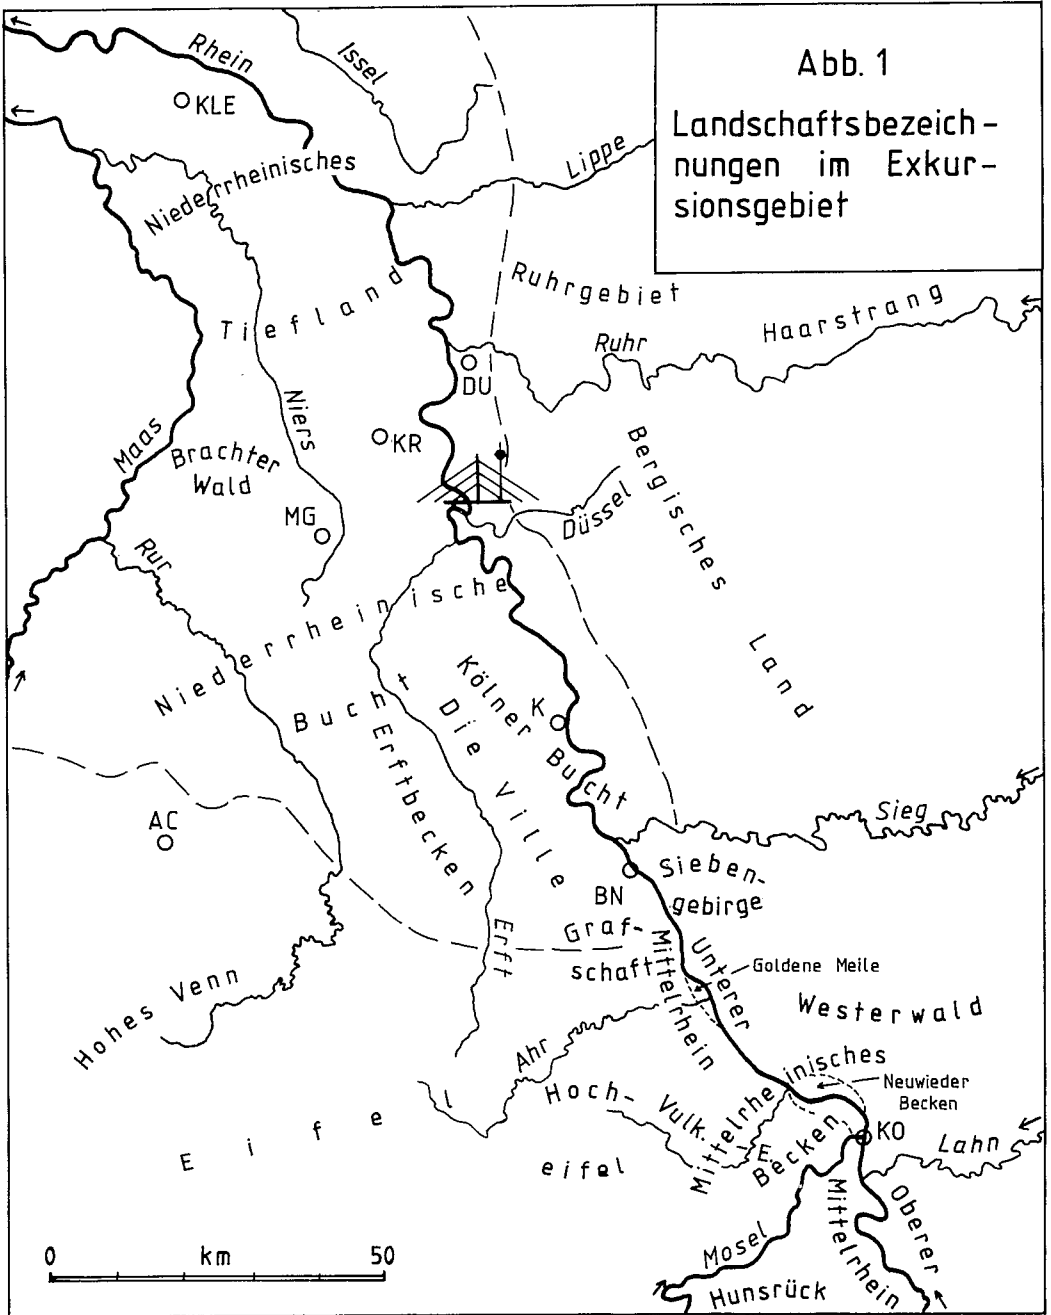 Abb. 1
Landschaftsbezeich-
nungen im Exkur-
sionsgebiet
Rhein
Issel
KLE
Lippe
Niederrheinisches
Tiefland
Ruhrgebiet
Haarstrang
Ruhr
DU
Niers
KR
Maas
Brachter
Wald
MG
Bergisches
Land
Düssel
Rur
Niederrheinische
Bucht
Kölner
Bucht
K
Die Ville
Erftbecken
AC
Sieg
BN
Sieben-
gebirge
Graf-
schaft
Erft
Unterer
Mittelrhein
Goldene Meile
Hohes Venn
Westerwald
Ahr
Mittelrheinisches
Becken
Neuwieder
Becken
Hoch-
eifel
Vulk.
E.
Eifel
KO
Lahn
Oberer
Mittelrhein
Mosel
Hunsrück
0 km 50